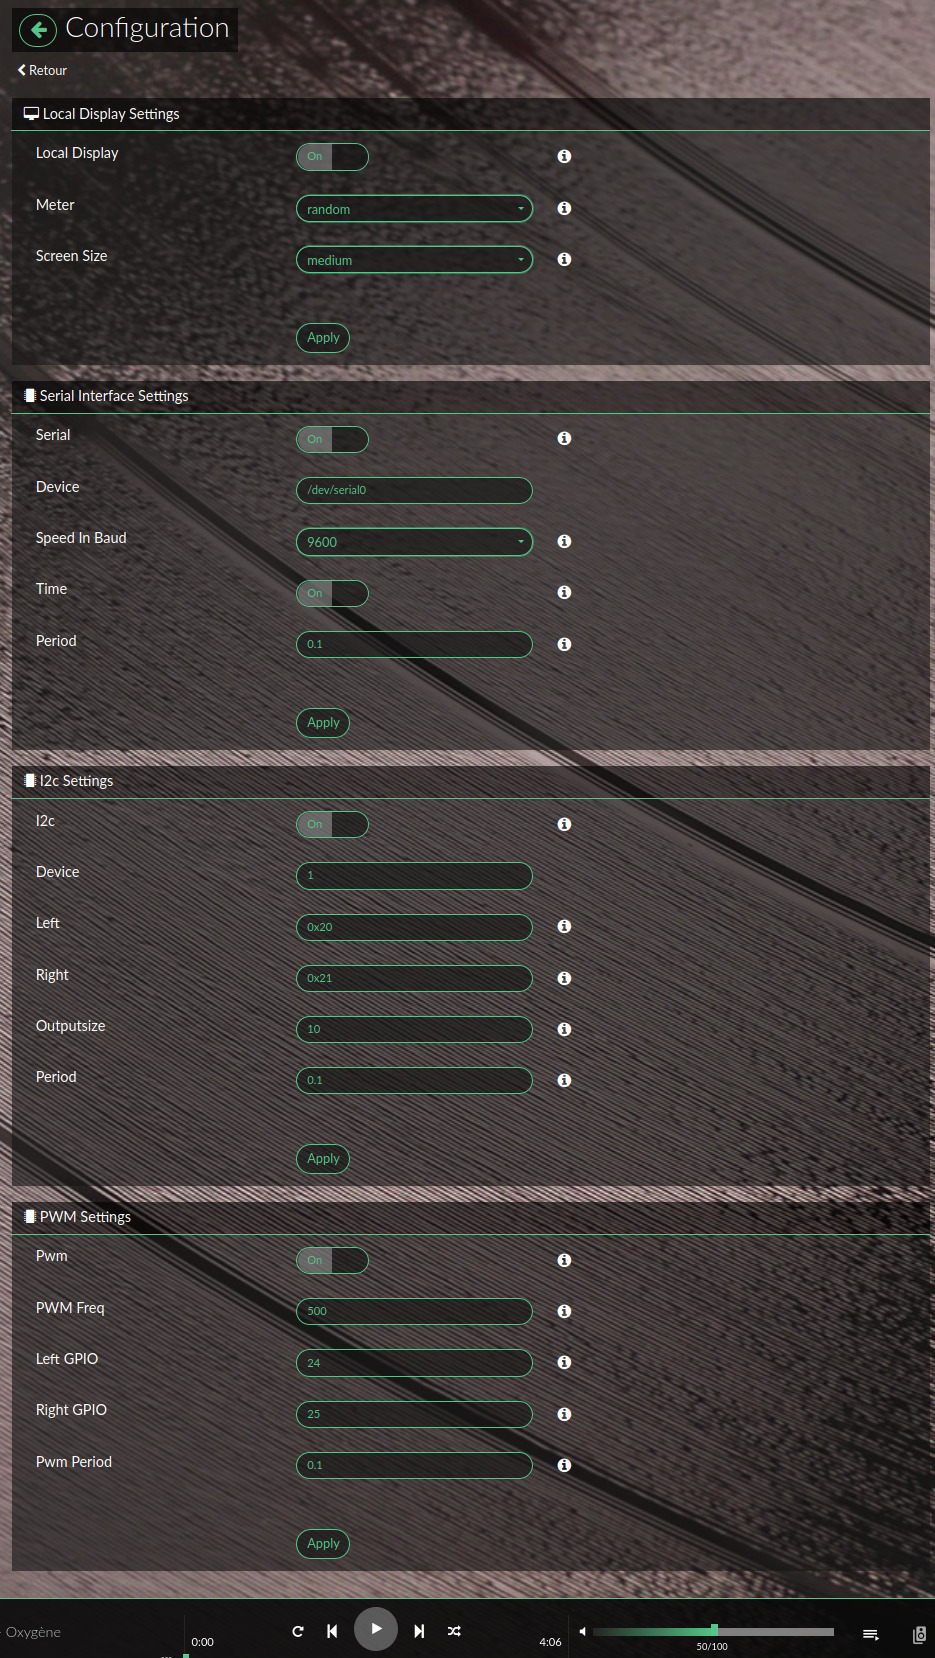 Configuration
Retour
Local Display Settings
Local Display On
Meter random
Screen Size medium
Apply
Serial Interface Settings
Serial On
Device /dev/serial0
Speed In Baud 9600
Time On
Period 0.1
Apply
I2c Settings
I2c On
Device 1
Left 0x20
Right 0x21
Outputsize 10
Period 0.1
Apply
PWM Settings
Pwm On
PWM Freq 500
Left GPIO 24
Right GPIO 25
Pwm Period 0.1
Apply
- Oxygène
0:00 4:06
50/100